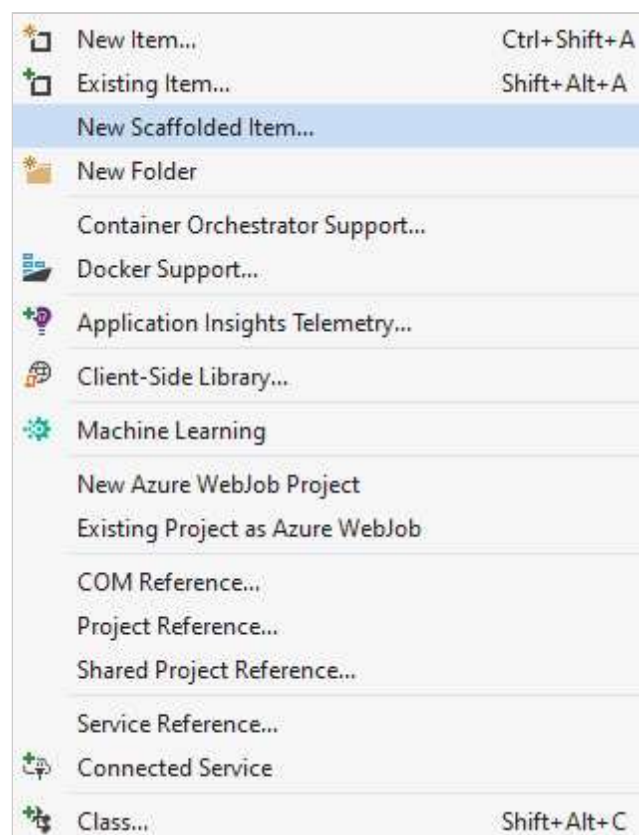 New Item... Ctrl+Shift+A
Existing Item... Shift+Alt+A
New Scaffolded Item...
New Folder
Container Orchestrator Support...
Docker Support...
Application Insights Telemetry...
Client-Side Library...
Machine Learning
New Azure WebJob Project
Existing Project as Azure WebJob
COM Reference...
Project Reference...
Shared Project Reference...
Service Reference...
Connected Service
Class... Shift+Alt+C